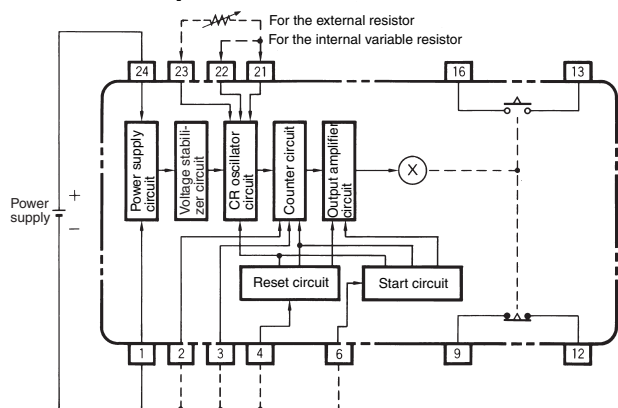 For the external resistor
For the internal variable resistor
24
23
22
21
16
13
Power supply
circuit
Voltage stabili-
zer circuit
CR oscillator
circuit
Counter circuit
Output amplifier
circuit
X
Power
supply
+
−
Reset circuit
Start circuit
1
2
3
4
6
9
12